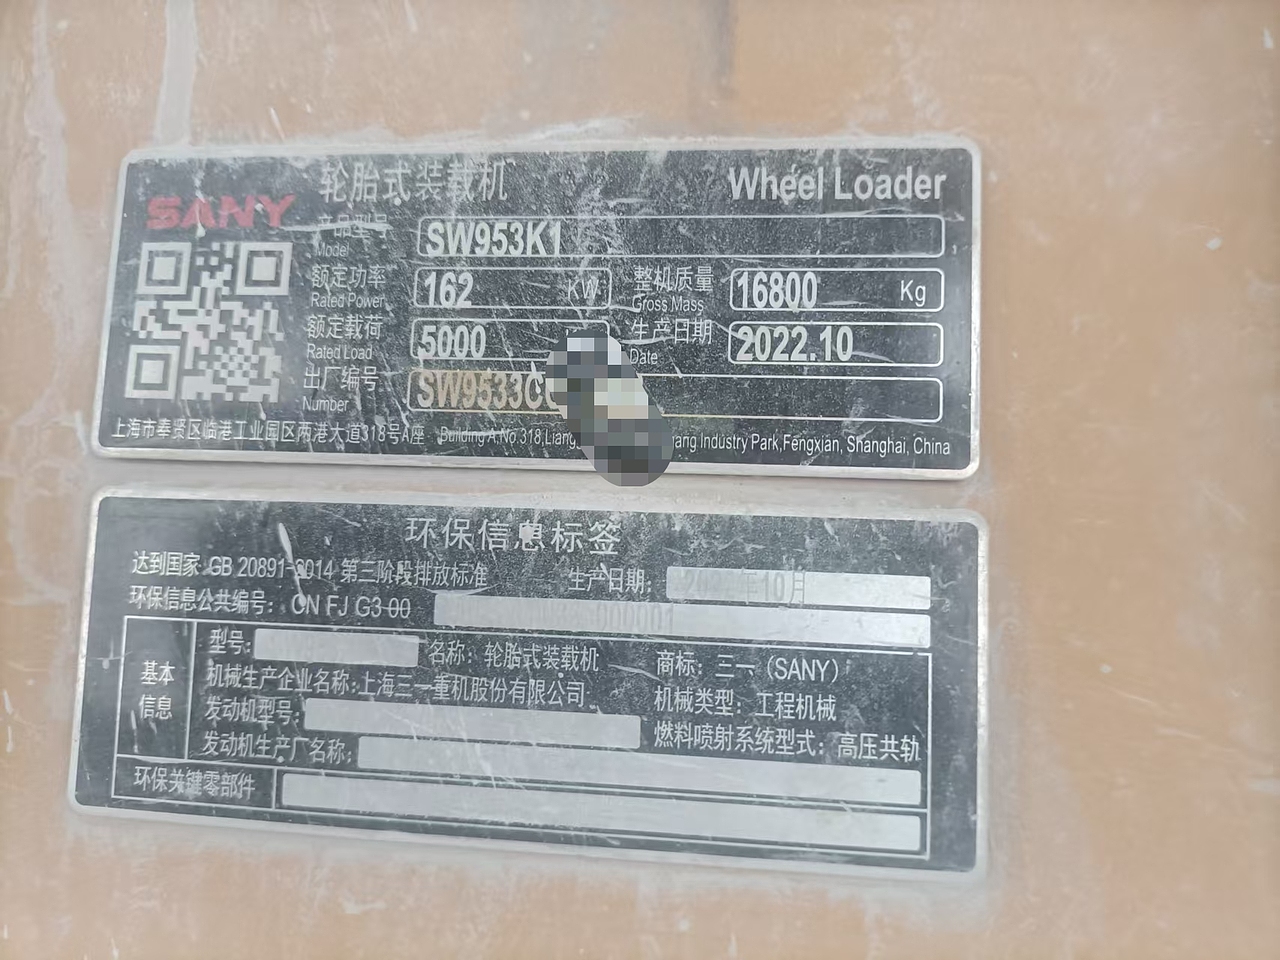 轮胎式装载机 Wheel Loader
SANY
产品型号 Model SW953K1
额定功率 Rated Power 162 KW 整机质量 Gross Mass 16800 Kg
额定载荷 Rated Load 5000 生产日期 Date 2022.10
出厂编号 Number SW9533C
上海市奉贤区临港工业园区两港大道318号A座 Building A,No.318,Liang ang Industry Park,Fengxian, Shanghai, China
环保信息标签
达到国家 GB 20891-2014 第三阶段排放标准 生产日期: 年10月
环保信息公共编号: CN FJ G3 00 000001
基本信息
型号: 名称: 轮胎式装载机 商标: 三一 (SANY)
机械生产企业名称:上海三一重机股份有限公司 机械类型: 工程机械
发动机型号: 燃料喷射系统型式: 高压共轨
发动机生产厂名称:
环保关键零部件